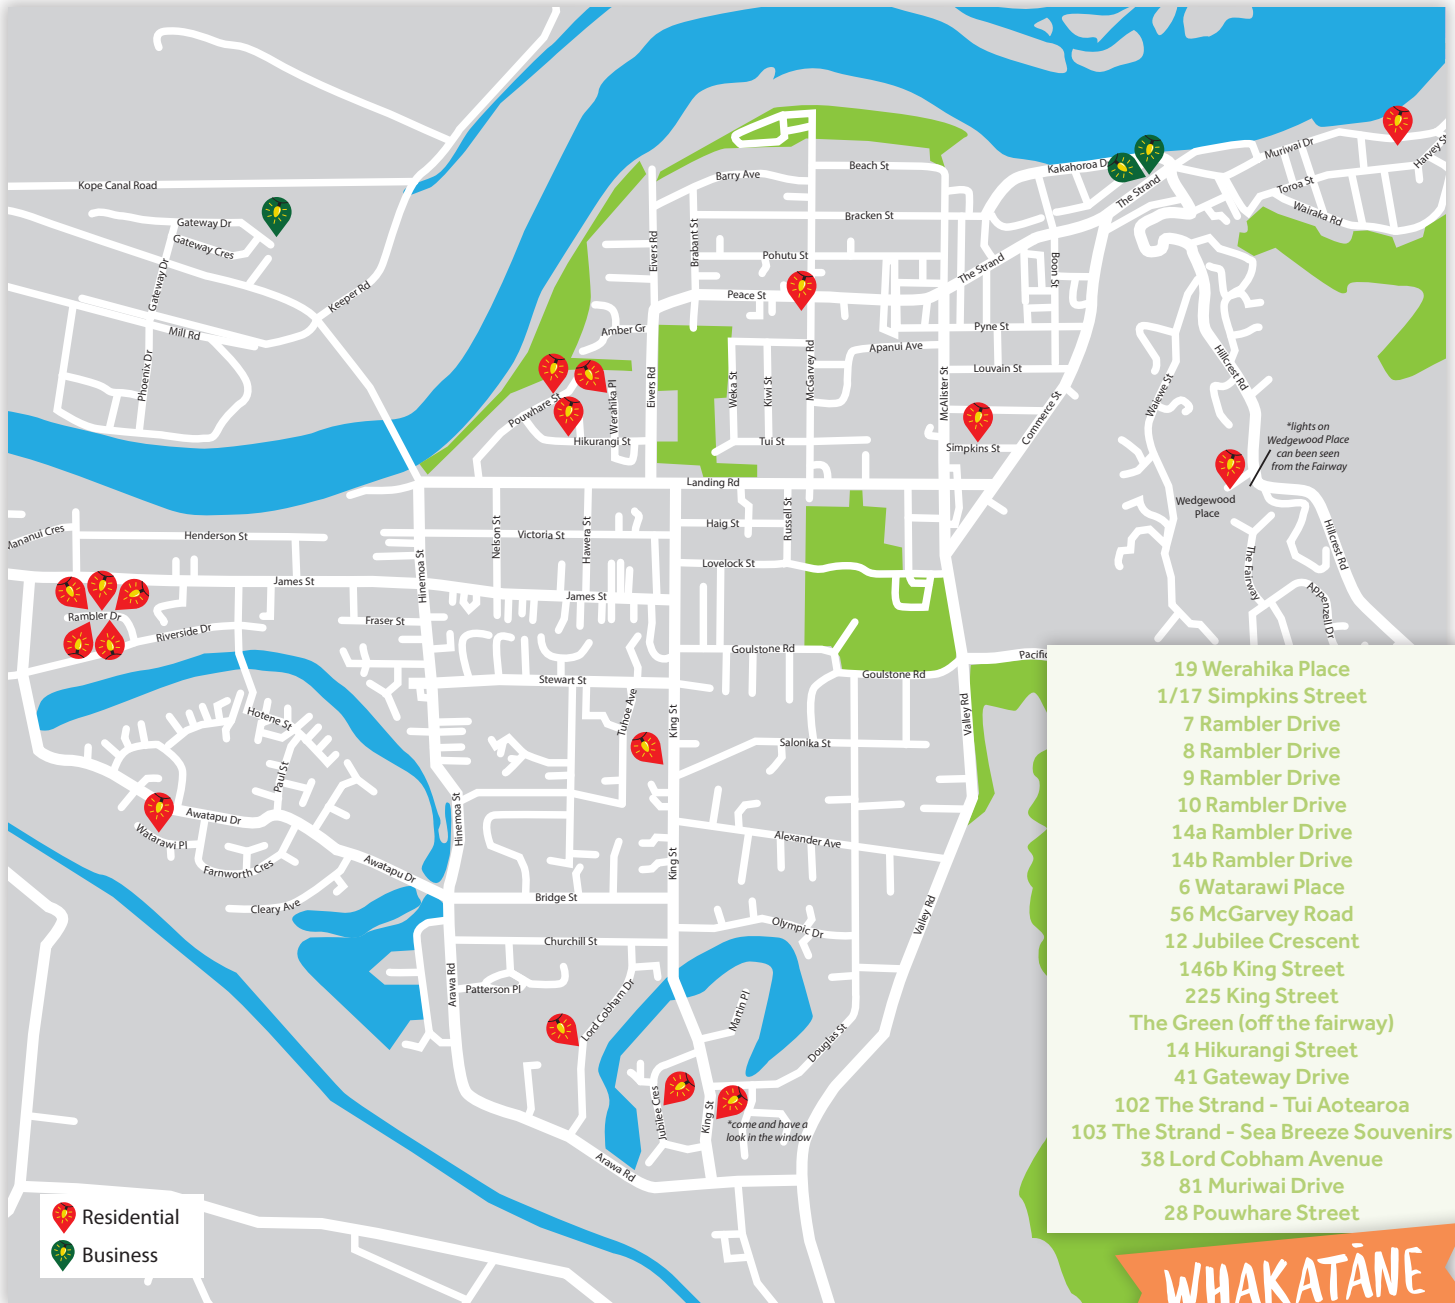 Kope Canal Road
Gateway Dr
Gateway Cres
Gateway Dr
Keeper Rd
Mill Rd
Phoenix Dr
Beach St
Barry Ave
Bracken St
Eivers Rd
Brabant St
Pohutu St
Peace St
Amber Gr
Eivers Rd
Weka St
Kiwi St
McGarvey Rd
Apanui Ave
McAlister St
The Strand
Boon St
Pyne St
Louvain St
Commerce St
Simpkins St
Kakahoroa Dr
The Strand
Muriwai Dr
Harvey St
Toroa St
Wairaka Rd
Hillcrest Rd
Waiewe St
*lights on
Wedgewood Place
can been seen
from the Fairway
Wedgewood
Place
Hillcrest Rd
The Fairway
Appenzell Dr
Pouwhare St
Werahika Pl
Hikurangi St
Tui St
Landing Rd
Mananui Cres
Henderson St
Nelson St
Victoria St
Hawera St
Haig St
Russell St
Lovelock St
Hinemoa St
James St
James St
Rambler Dr
Riverside Dr
Fraser St
Goulstone Rd
Goulstone Rd
Pacific
Stewart St
Tuhoe Ave
King St
Valley Rd
Salonika St
Hotene St
Paul St
Awatapu Dr
Watarawi Pl
Farnworth Cres
Awatapu Dr
Cleary Ave
Hinemoa St
King St
Alexander Ave
Bridge St
Valley Rd
Olympic Dr
Churchill St
Arawa Rd
Patterson Pl
Lord Cobham Dr
Martin Pl
Douglas St
Jubilee Cres
King St
*come and have a
look in the window
Arawa Rd
Residential
Business
19 Werahika Place
1/17 Simpkins Street
7 Rambler Drive
8 Rambler Drive
9 Rambler Drive
10 Rambler Drive
14a Rambler Drive
14b Rambler Drive
6 Watarawi Place
56 McGarvey Road
12 Jubilee Crescent
146b King Street
225 King Street
The Green (off the fairway)
14 Hikurangi Street
41 Gateway Drive
102 The Strand - Tui Aotearoa
103 The Strand - Sea Breeze Souvenirs
38 Lord Cobham Avenue
81 Muriwai Drive
28 Pouwhare Street
WHAKATĀNE